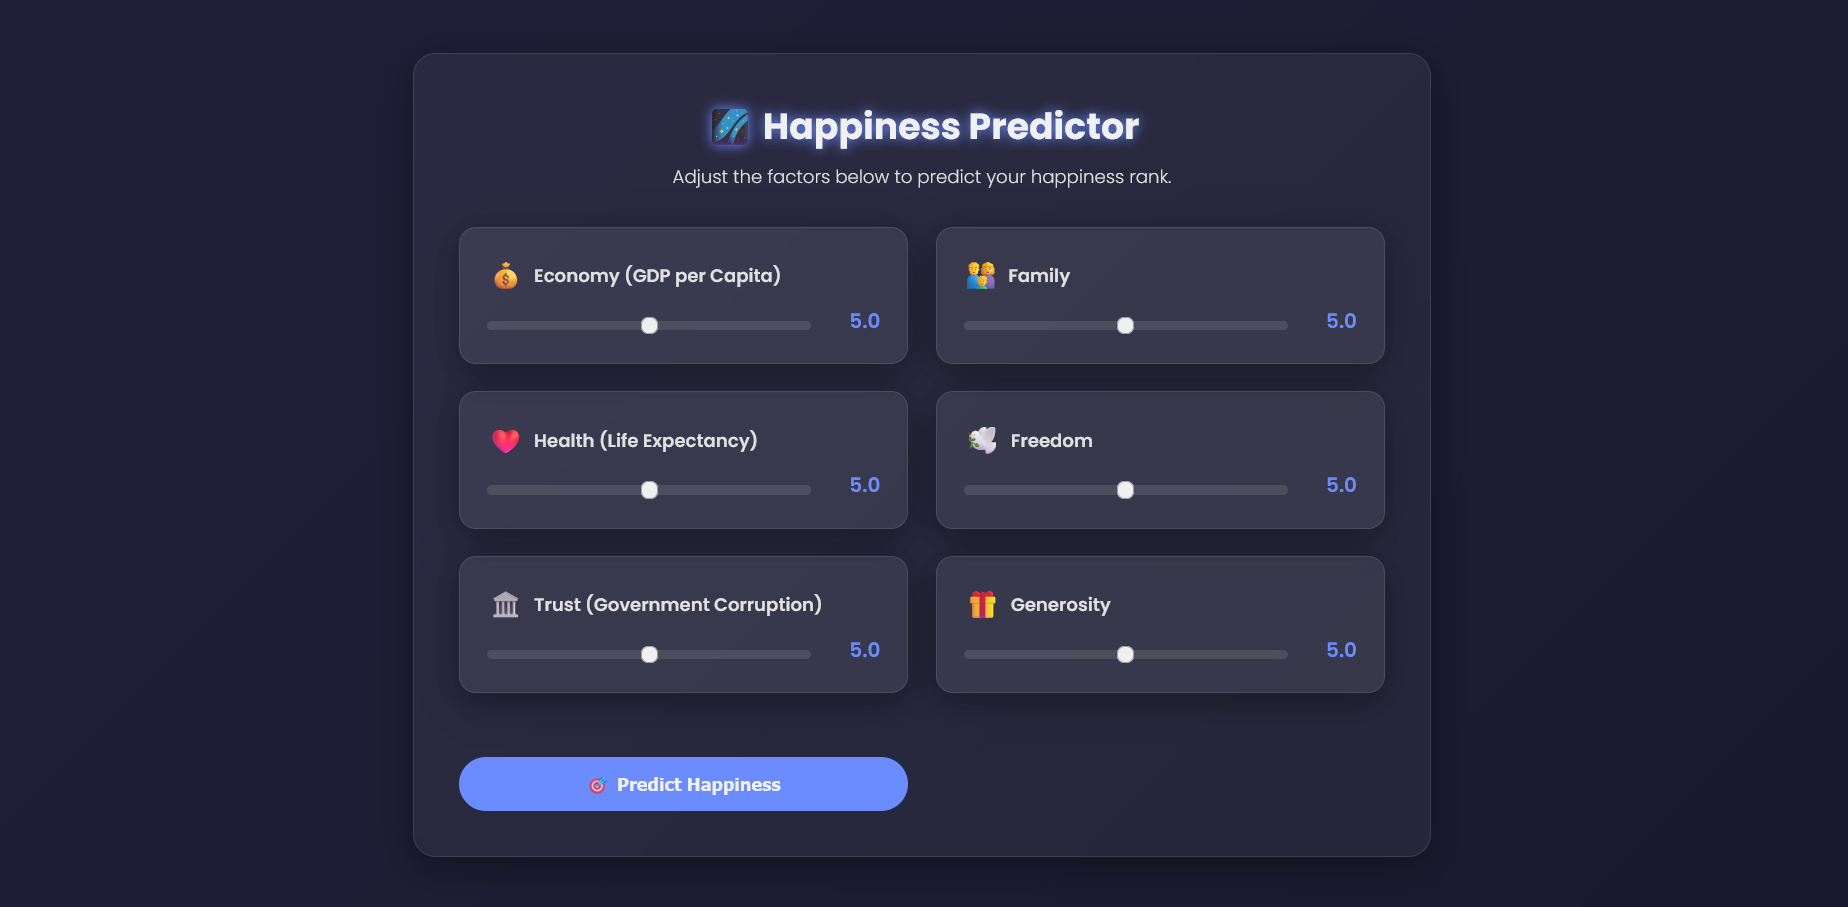 Happiness Predictor
Adjust the factors below to predict your happiness rank.
Economy (GDP per Capita)
5.0
Family
5.0
Health (Life Expectancy)
5.0
Freedom
5.0
Trust (Government Corruption)
5.0
Generosity
5.0
Predict Happiness